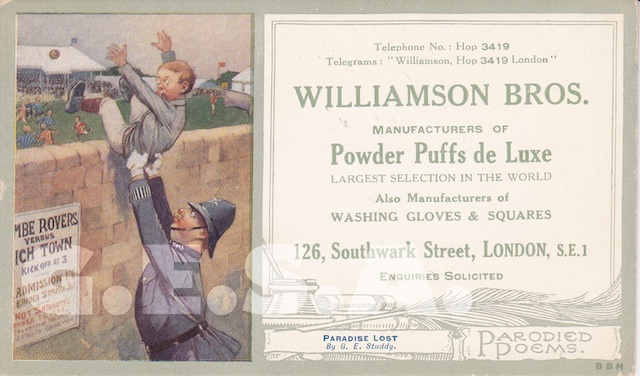 MBE ROVERS
VERSUS
ICH TOWN
KICK OFF AT 3
ADMISSION
Telephone No.: Hop 3419
Telegrams: "Williamson, Hop 3419 London"
WILLIAMSON BROS.
MANUFACTURERS OF
Powder Puffs de Luxe
LARGEST SELECTION IN THE WORLD
Also Manufacturers of
WASHING GLOVES & SQUARES
126, Southwark Street, LONDON, S.E.1
ENQUIRIES SOLICITED
G.E.S.A.
PARADISE LOST
By G. E. Studdy.
PARODIED
POEMS.
BBH